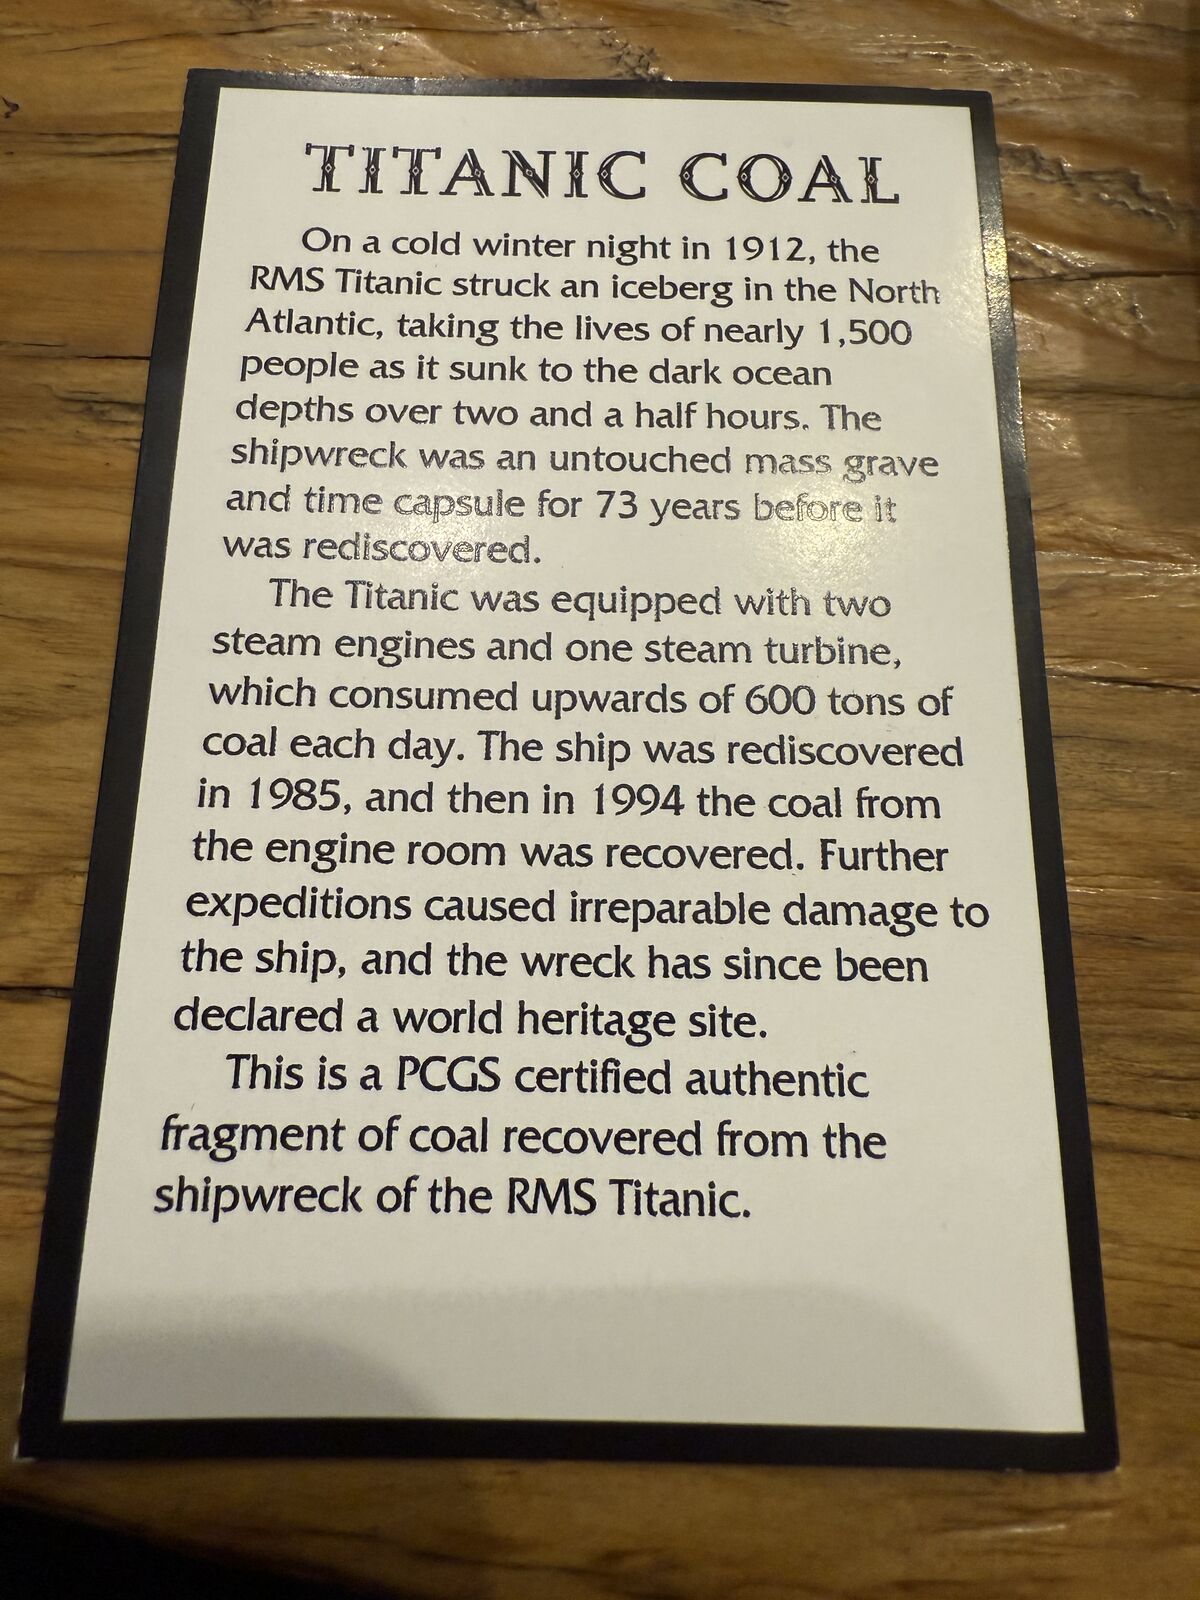 TITANIC COAL
On a cold winter night in 1912, the
RMS Titanic struck an iceberg in the North
Atlantic, taking the lives of nearly 1,500
people as it sunk to the dark ocean
depths over two and a half hours. The
shipwreck was an untouched mass grave
and time capsule for 73 years before it
was rediscovered.
The Titanic was equipped with two
steam engines and one steam turbine,
which consumed upwards of 600 tons of
coal each day. The ship was rediscovered
in 1985, and then in 1994 the coal from
the engine room was recovered. Further
expeditions caused irreparable damage to
the ship, and the wreck has since been
declared a world heritage site.
This is a PCGS certified authentic
fragment of coal recovered from the
shipwreck of the RMS Titanic.